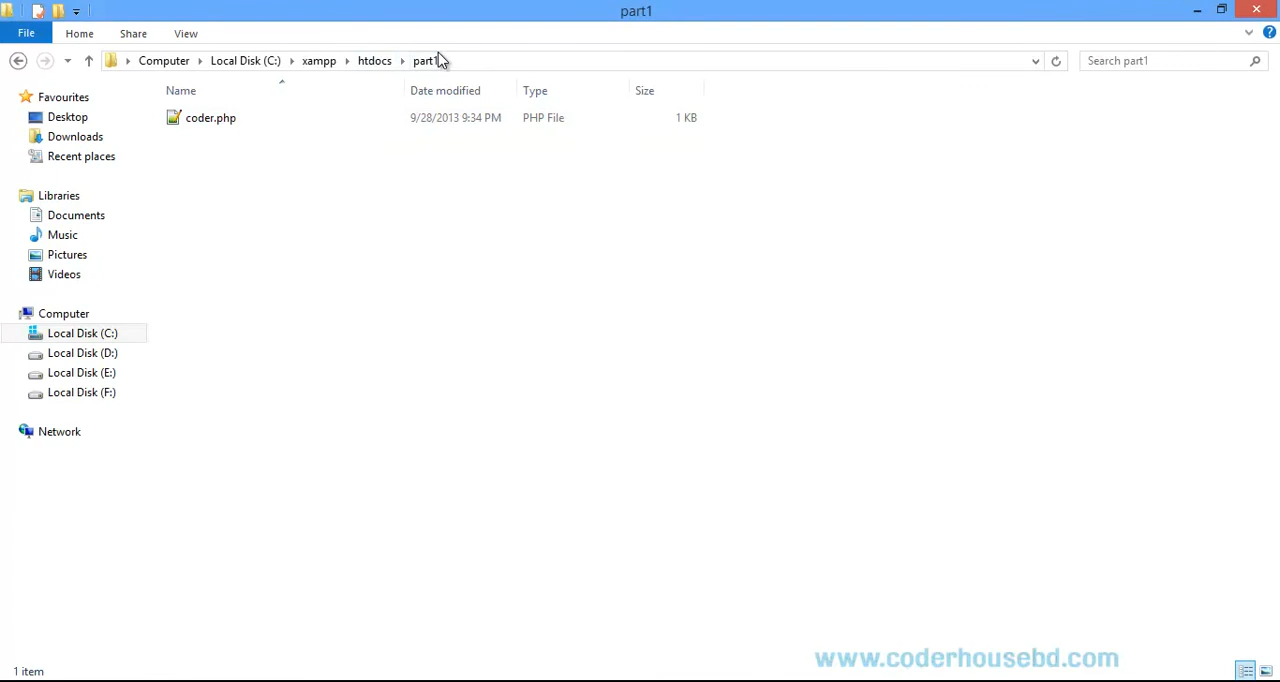 part1
File Home Share View
Computer Local Disk (C:) xampp htdocs part1 Search part1
Name Date modified Type Size
coder.php 9/28/2013 9:34 PM PHP File 1 KB
Favourites
Desktop
Downloads
Recent places
Libraries
Documents
Music
Pictures
Videos
Computer
Local Disk (C:)
Local Disk (D:)
Local Disk (E:)
Local Disk (F:)
Network
www.coderhousebd.com
1 item